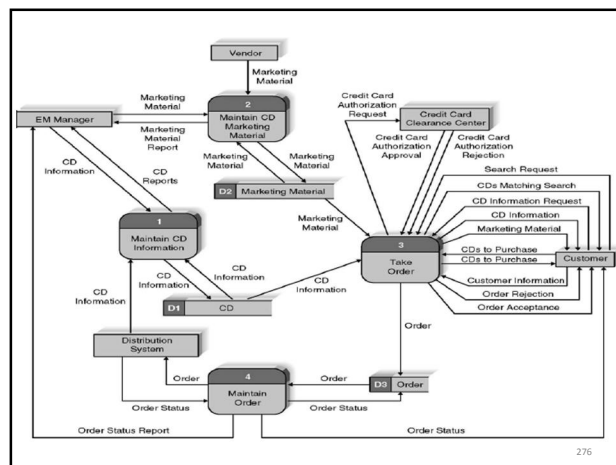 Vendor
Marketing
Material
Credit Card
Authorization
Request
EM Manager
Marketing
Material
2
Maintain CD
Marketing
Material
Credit Card
Clearance Center
Marketing
Material
Report
Credit Card
Authorization
Approval
Credit Card
Authorization
Rejection
Marketing
Material
Marketing
Material
CD
Information
CD
Reports
D2 Marketing Material
Search Request
CDs Matching Search
CD Information Request
CD Information
Marketing Material
CDs to Purchase
CDs to Purchase
Customer Information
Order Rejection
Order Acceptance
Customer
Marketing
Material
1
Maintain CD
Information
3
Take
Order
CD
Information
CD
Information
CD
Information
CD
Information
D1 CD
Distribution
System
Order
Order
4
Maintain
Order
Order
D3 Order
Order Status
Order Status
Order Status Report
Order Status
276